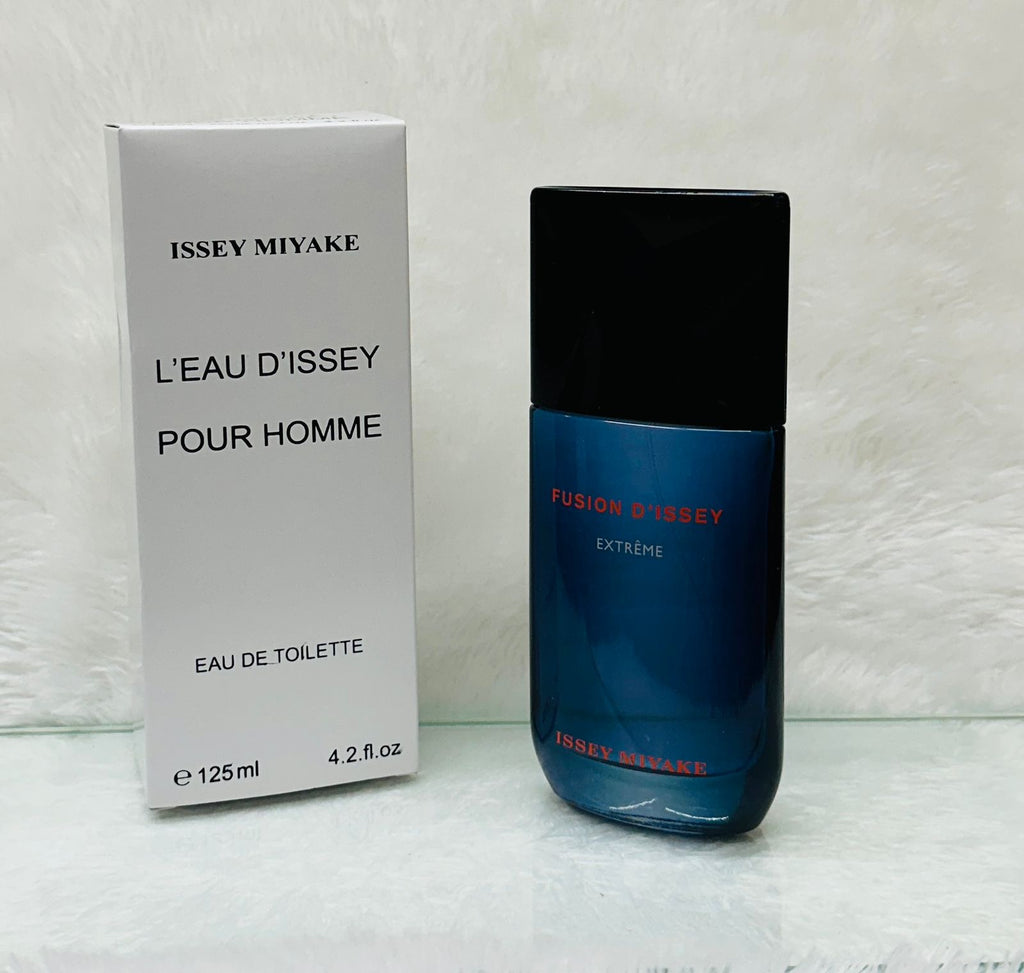 ISSEY MIYAKE
L'EAU D'ISSEY
POUR HOMME
EAU DE TOILETTE
e 125ml
4.2.fl.oz
FUSION D'ISSEY
EXTRÊME
ISSEY MIYAKE